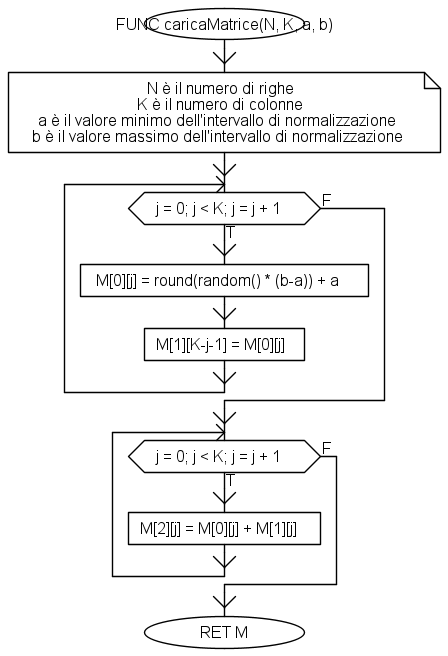 FUNC caricaMatrice(N, K, a, b)
N è il numero di righe
K è il numero di colonne
a è il valore minimo dell'intervallo di normalizzazione
b è il valore massimo dell'intervallo di normalizzazione
j = 0; j < K; j = j + 1
F
T
M[0][j] = round(random() * (b-a)) + a
M[1][K-j-1] = M[0][j]
j = 0; j < K; j = j + 1
F
T
M[2][j] = M[0][j] + M[1][j]
RET M